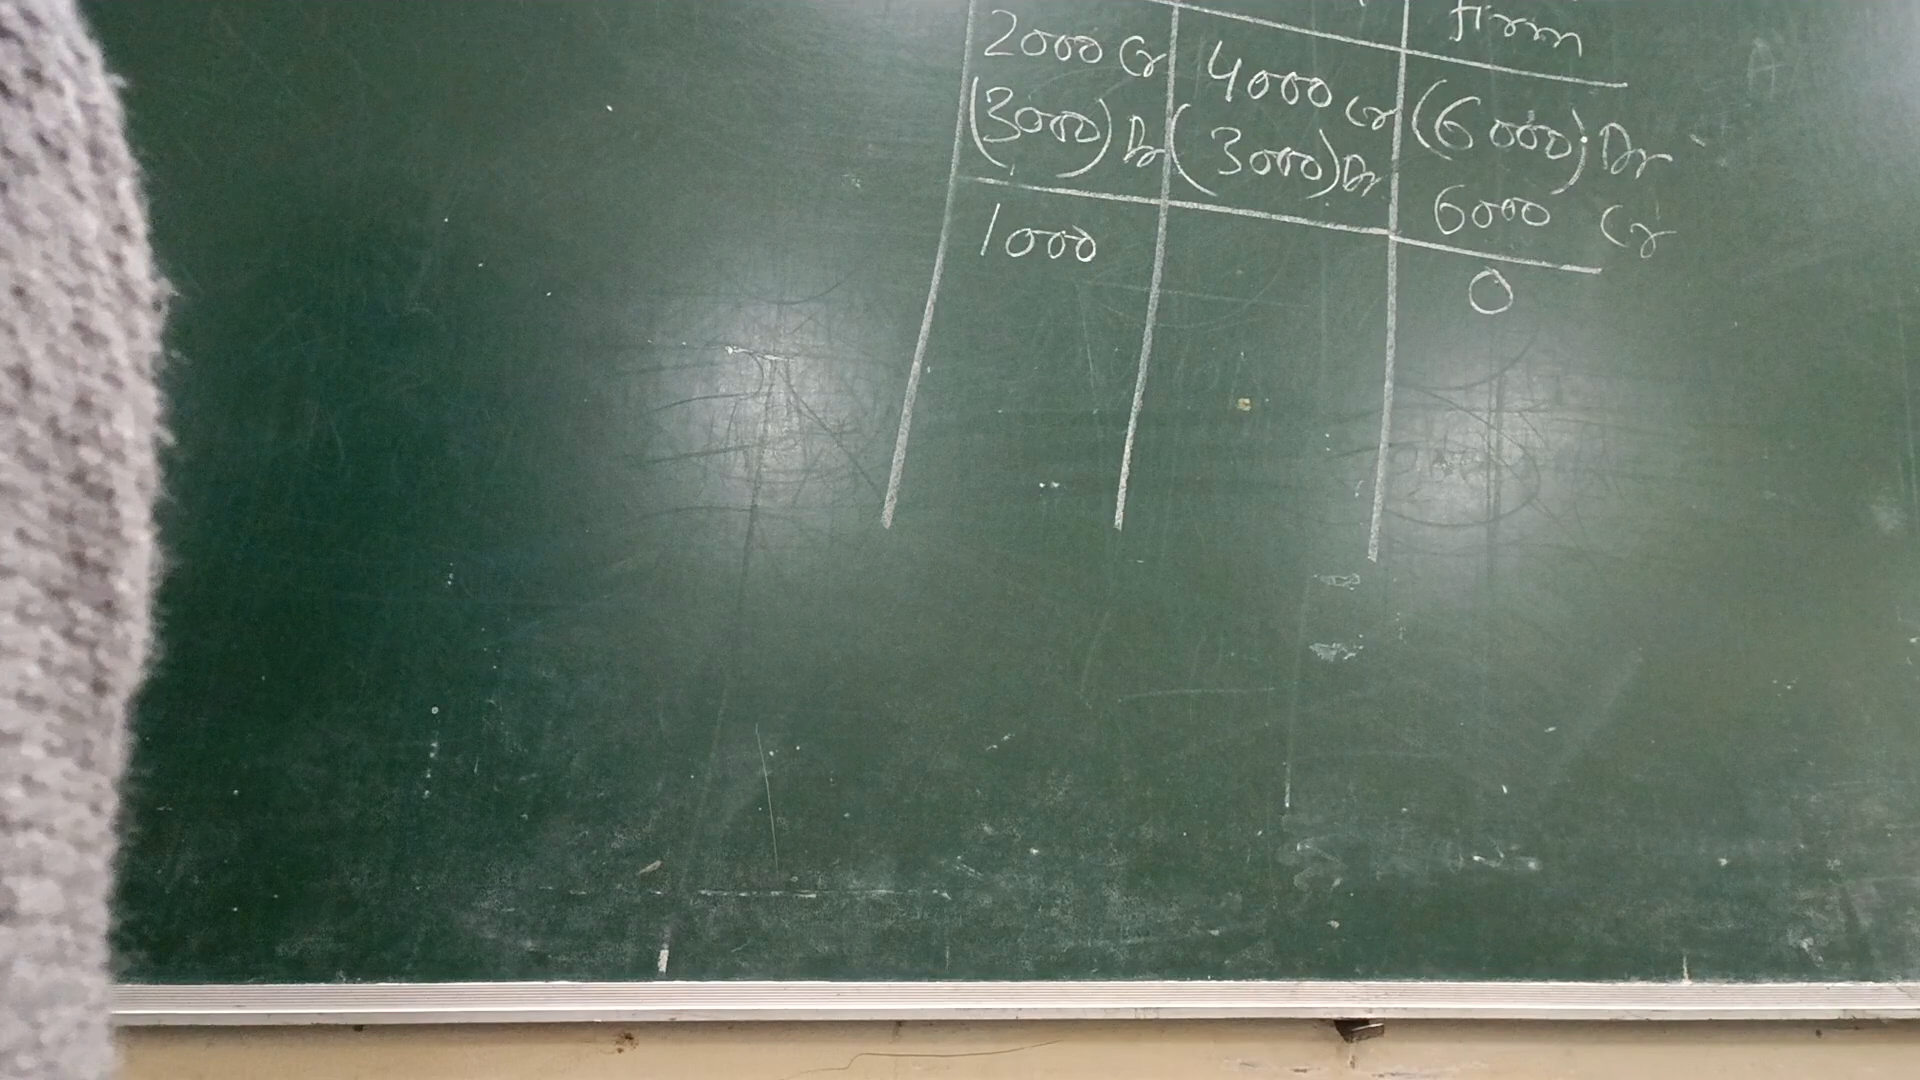 firm
2000 Cr 4000 Cr (6000) Dr
(3000) Dr (3000) Dr 6000 Cr
1000 0